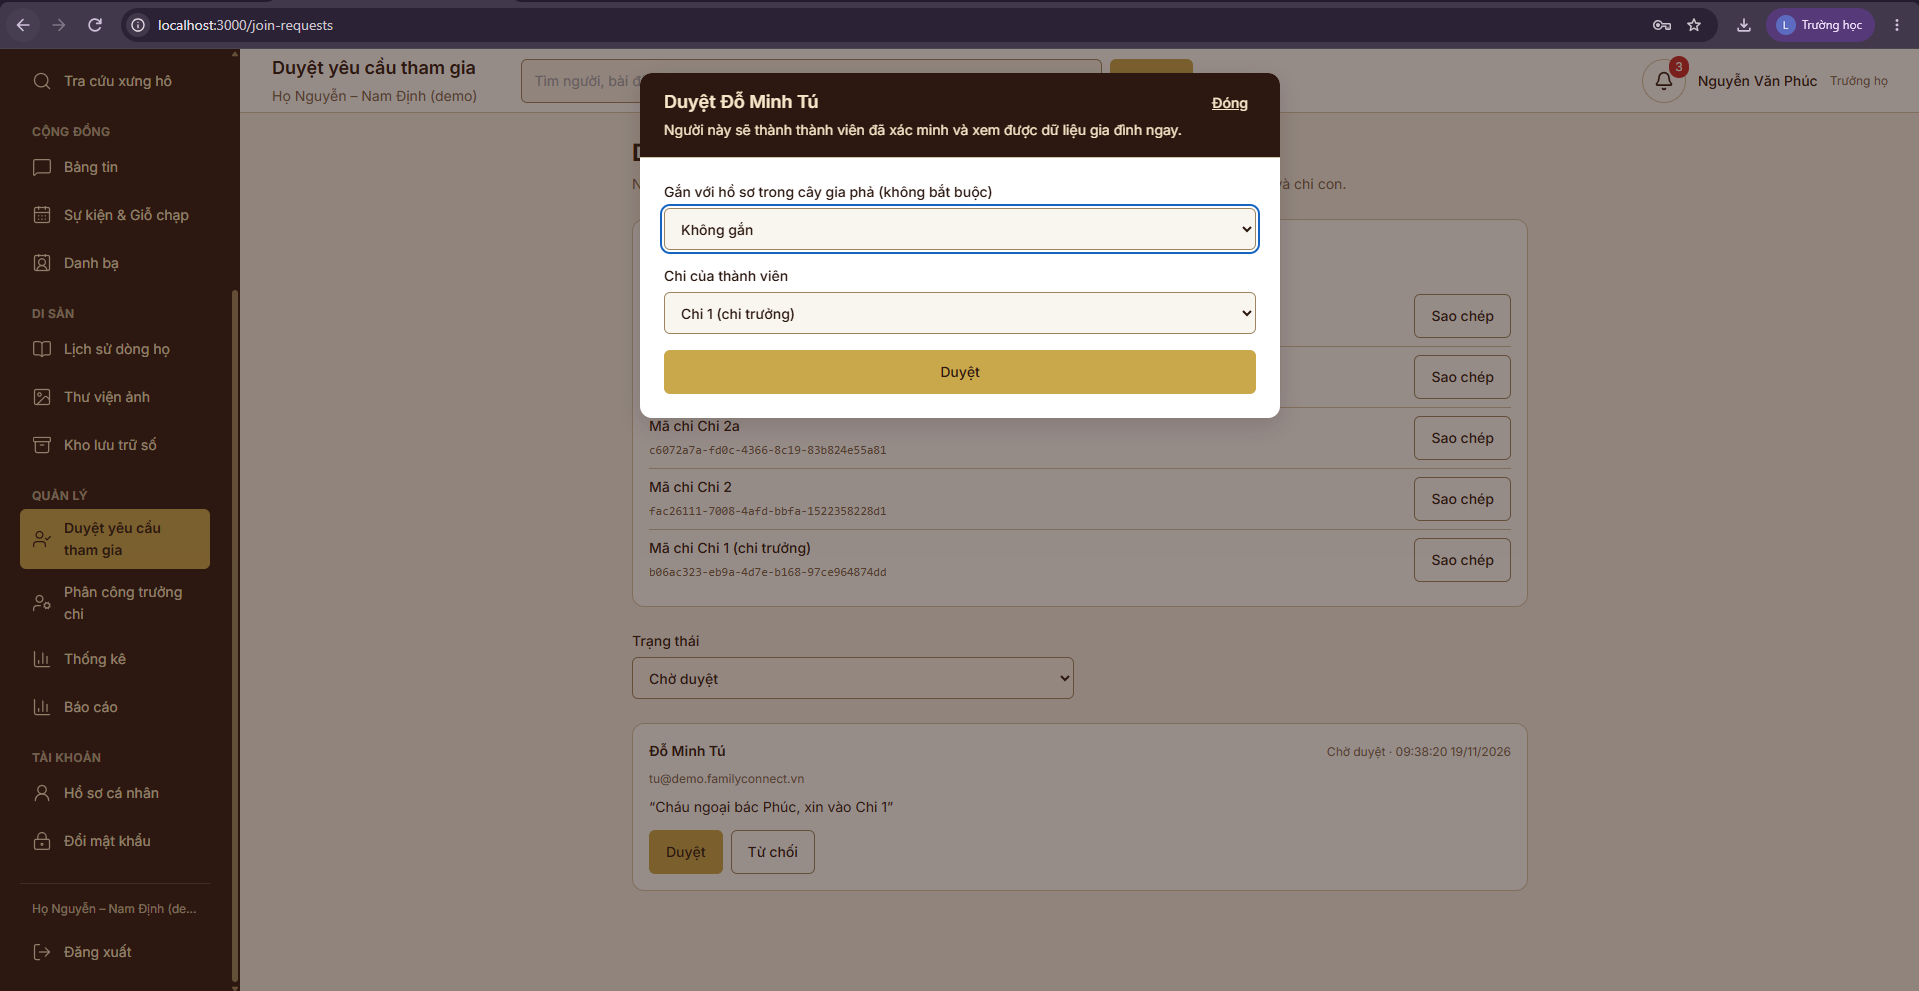 localhost:3000/join-requests
L Trường học
Tra cứu xưng hô
CỘNG ĐỒNG
Bảng tin
Sự kiện & Giỗ chạp
Danh bạ
DI SẢN
Lịch sử dòng họ
Thư viện ảnh
Kho lưu trữ số
QUẢN LÝ
Duyệt yêu cầu
tham gia
Phân công trưởng
chi
Thống kê
Báo cáo
TÀI KHOẢN
Hồ sơ cá nhân
Đổi mật khẩu
Họ Nguyễn – Nam Định (de...
Đăng xuất
Duyệt yêu cầu tham gia
Họ Nguyễn – Nam Định (demo)
Tìm người, bài
3
Nguyễn Văn Phúc Trưởng họ
Duyệt Đỗ Minh Tú
Đóng
Người này sẽ thành thành viên đã xác minh và xem được dữ liệu gia đình ngay.
Gắn với hồ sơ trong cây gia phả (không bắt buộc)
Không gắn
Chi của thành viên
Chi 1 (chi trưởng)
Duyệt
và chi con.
Sao chép
Sao chép
Mã chi Chi 2a
c6072a7a-fd0c-4366-8c19-83b824e55a81
Sao chép
Mã chi Chi 2
fac26111-7008-4afd-bbfa-1522358228d1
Sao chép
Mã chi Chi 1 (chi trưởng)
b06ac323-eb9a-4d7e-b168-97ce964874dd
Sao chép
Trạng thái
Chờ duyệt
Đỗ Minh Tú
Chờ duyệt · 09:38:20 19/11/2026
tu@demo.familyconnect.vn
“Cháu ngoại bác Phúc, xin vào Chi 1”
Duyệt
Từ chối